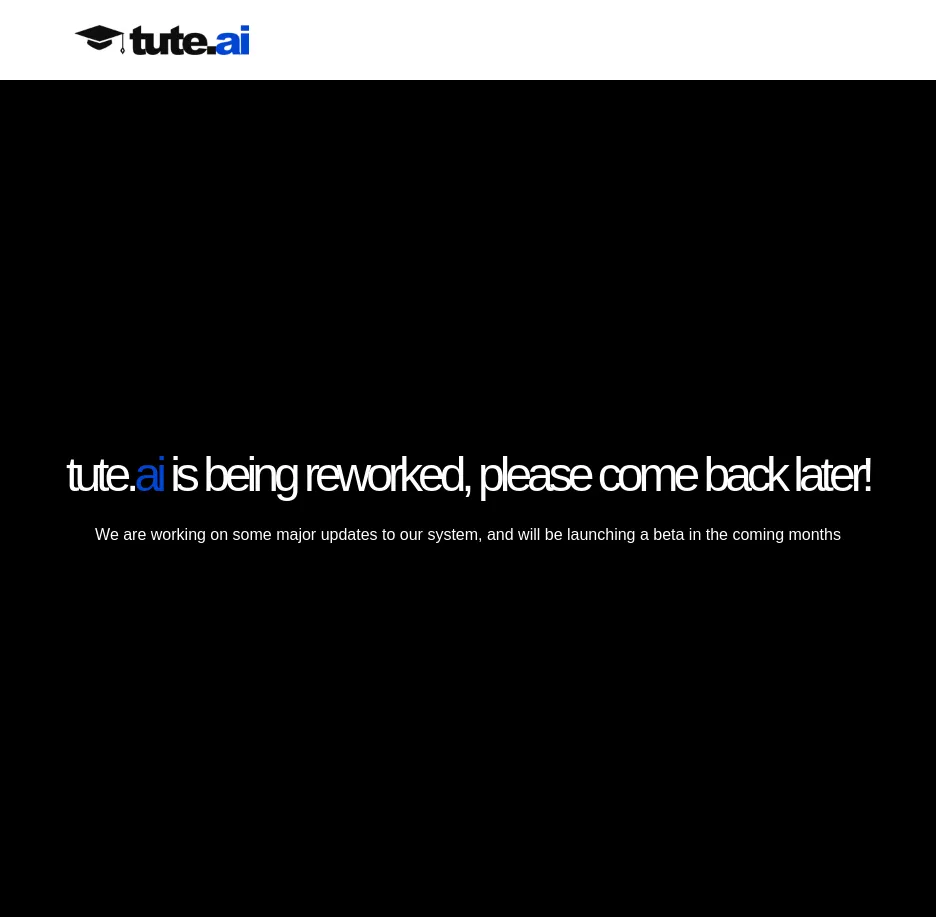 tute.ai
tute.ai is being reworked, please come back later!
We are working on some major updates to our system, and will be launching a beta in the coming months